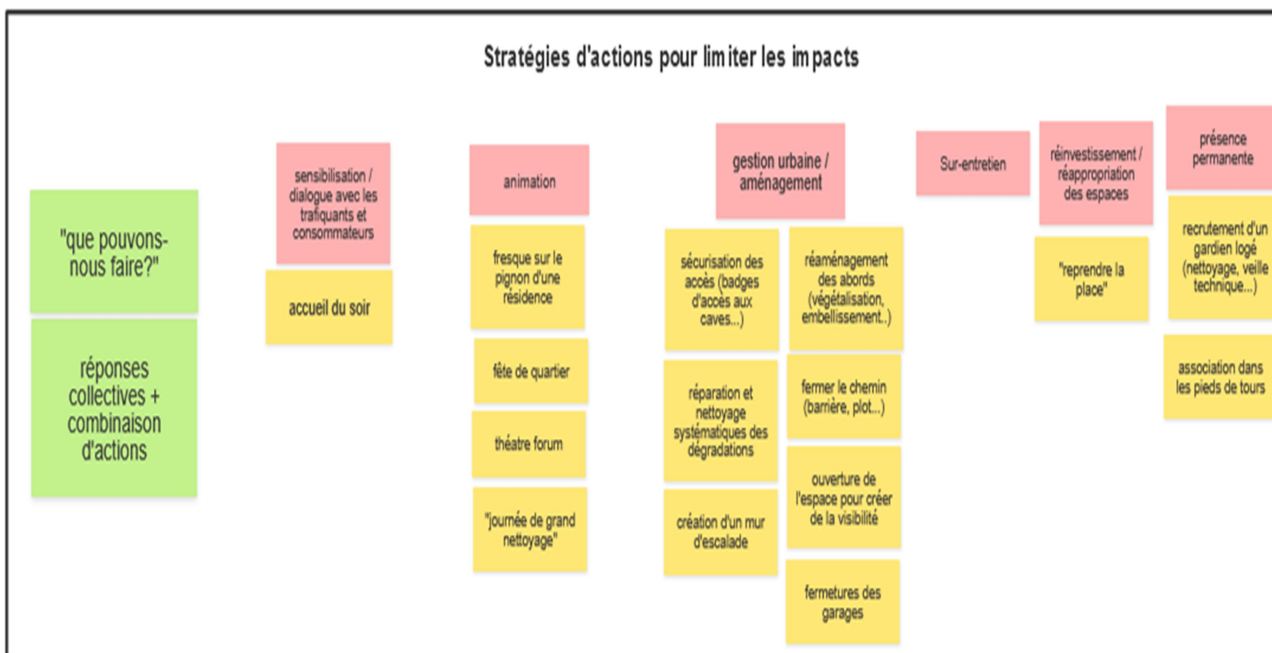 Stratégies d'actions pour limiter les impacts
"que pouvons-
nous faire?"
réponses
collectives +
combinaison
d'actions
sensibilisation /
dialogue avec les
trafiquants et
consommateurs
accueil du soir
animation
fresque sur le
pignon d'une
résidence
fête de quartier
théatre forum
"journée de grand
nettoyage"
gestion urbaine /
aménagement
sécurisation des
accès (badges
d'accès aux
caves...)
réparation et
nettoyage
systématiques des
dégradations
création d'un mur
d'escalade
réaménagement
des abords
(végétalisation,
embellissement..)
fermer le chemin
(barrière, plot...)
ouverture de
l'espace pour créer
de la visibilité
fermetures des
garages
Sur-entretien
réinvestissement /
réappropriation
des espaces
"reprendre la
place"
présence
permanente
recrutement d'un
gardien logé
(nettoyage, veille
technique...)
association dans
les pieds de tours